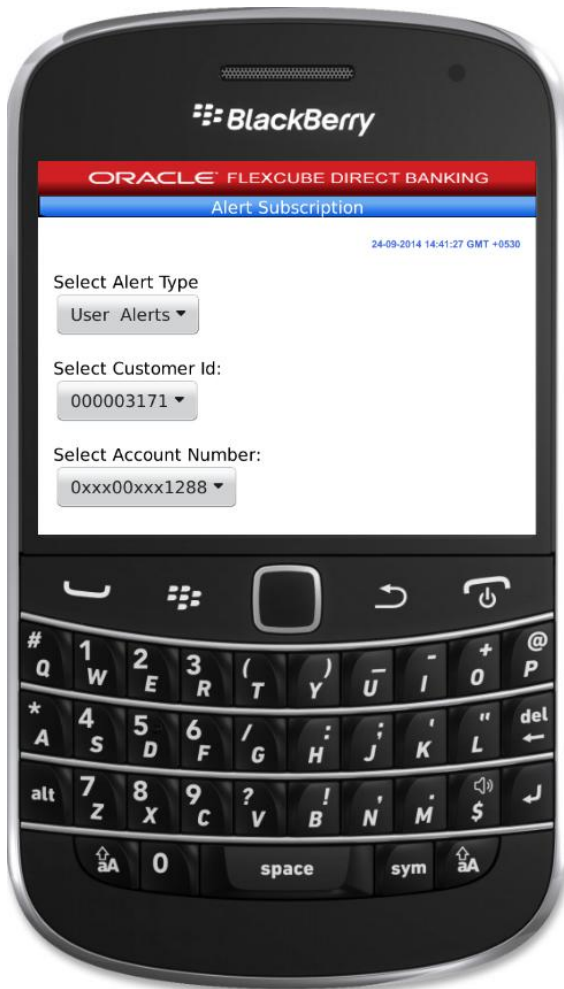 BlackBerry
ORACLE FLEXCUBE DIRECT BANKING
Alert Subscription
24-09-2014 14:41:27 GMT +0530
Select Alert Type
User Alerts
Select Customer Id:
000003171
Select Account Number:
0xxx00xxx1288
# 1 2 3 ( ) _ - + @
Q W E R T Y U I O P
* 4 5 6 / : ; ' " del
A S D F G H J K L
alt 7 8 9 ? ! , .
Z X C V B N M $
aA 0 space sym aA